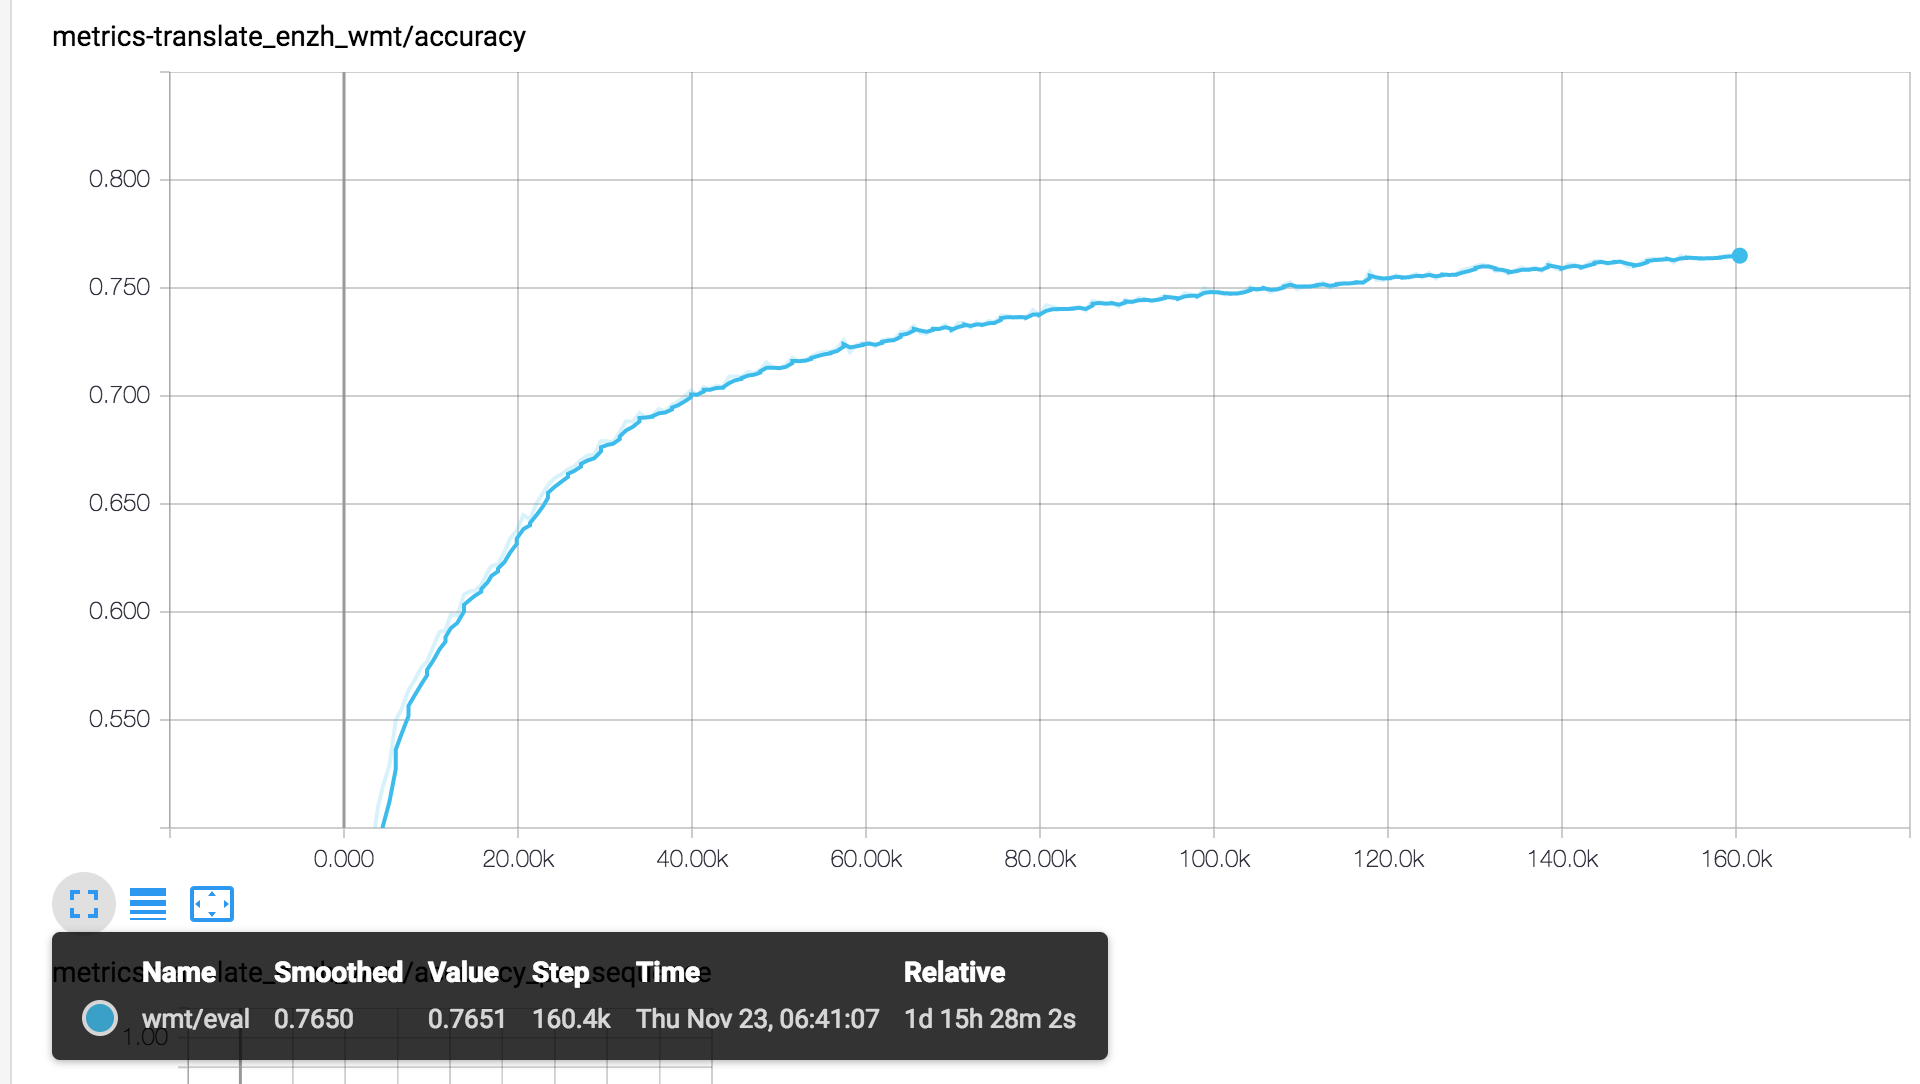 metrics-translate_enzh_wmt/accuracy
0.800
0.750
0.700
0.650
0.600
0.550
0.000 20.00k 40.00k 60.00k 80.00k 100.0k 120.0k 140.0k 160.0k
Name Smoothed Value Step Time Relative
wmt/eval 0.7650 0.7651 160.4k Thu Nov 23, 06:41:07 1d 15h 28m 2s
1.00